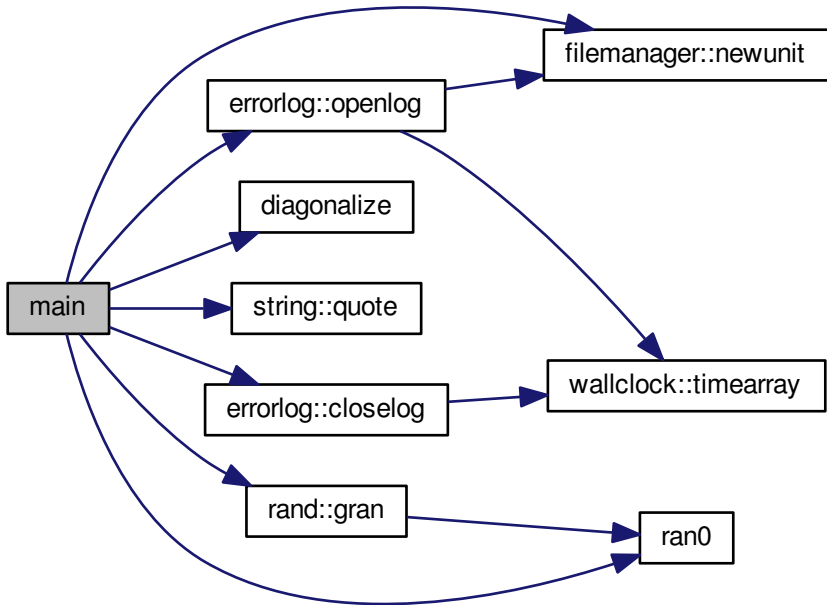 filemanager::newunit
errorlog::openlog
diagonalize
main
string::quote
wallclock::timearray
errorlog::closelog
rand::gran
ran0